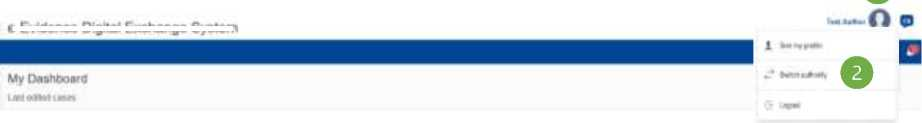 e Evidence Digital Exchange System
Test Author
See my profile
Switch authority
2
My Dashboard
Last edited cases
Logout